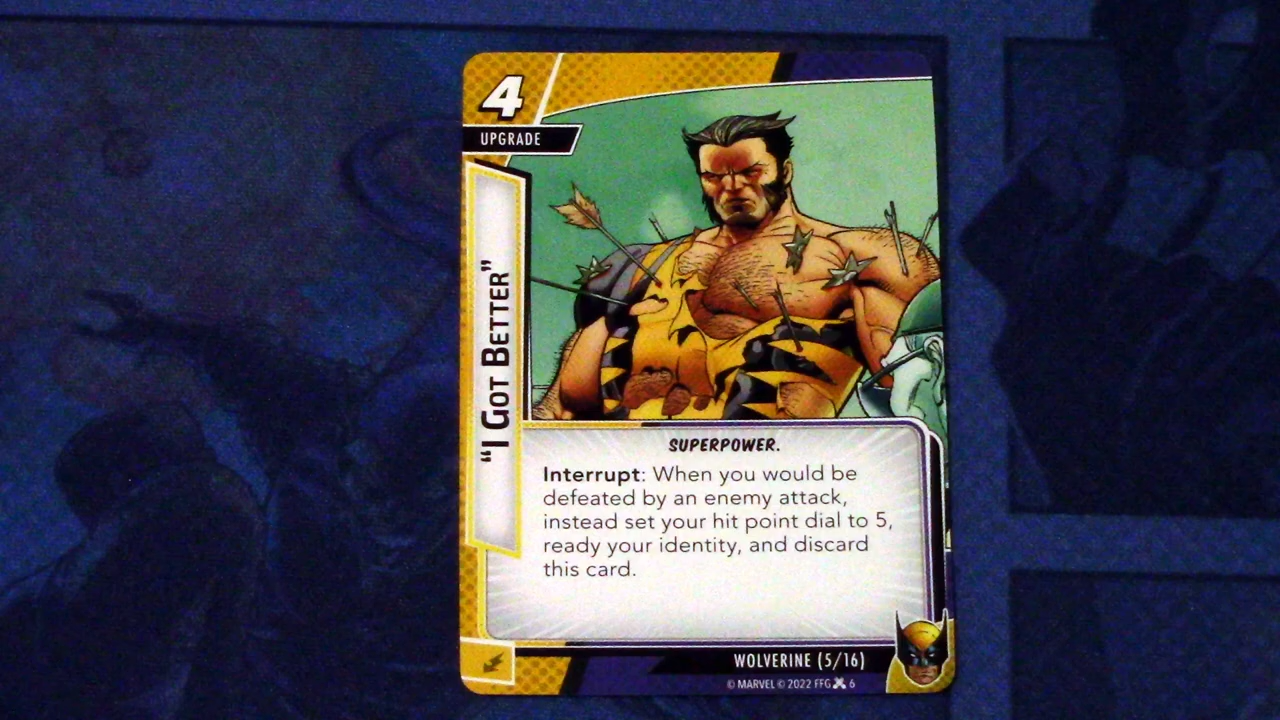 4
UPGRADE
“I GOT BETTER”
SUPERPOWER.
Interrupt: When you would be
defeated by an enemy attack,
instead set your hit point dial to 5,
ready your identity, and discard
this card.
WOLVERINE (5/16)
© MARVEL © 2022 FFG 6